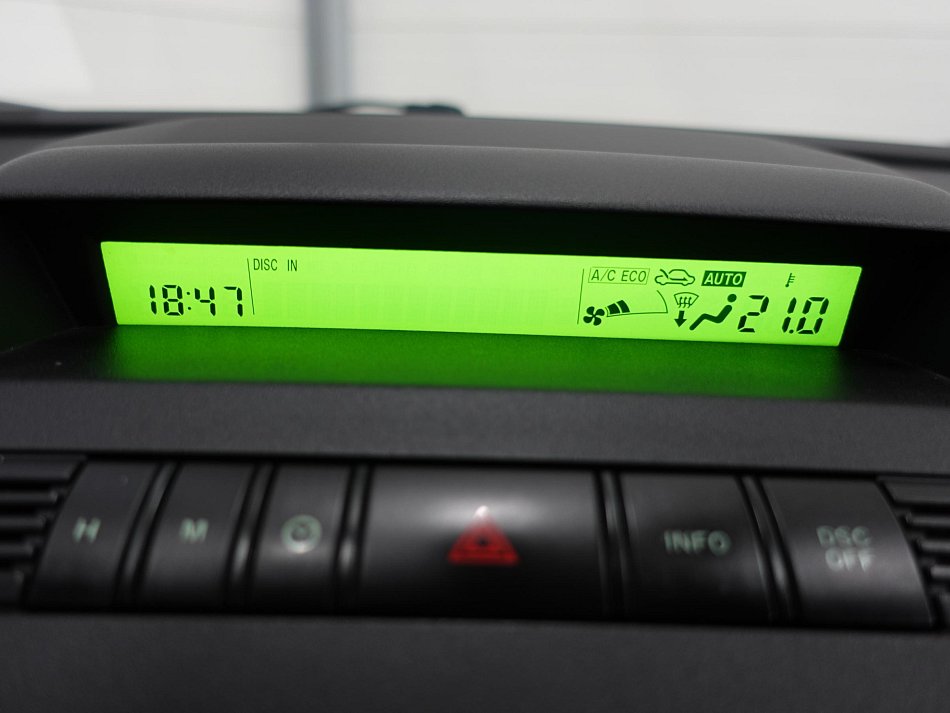 18:47
DISC IN
A/C ECO AUTO
21.0
H M INFO DSC
OFF